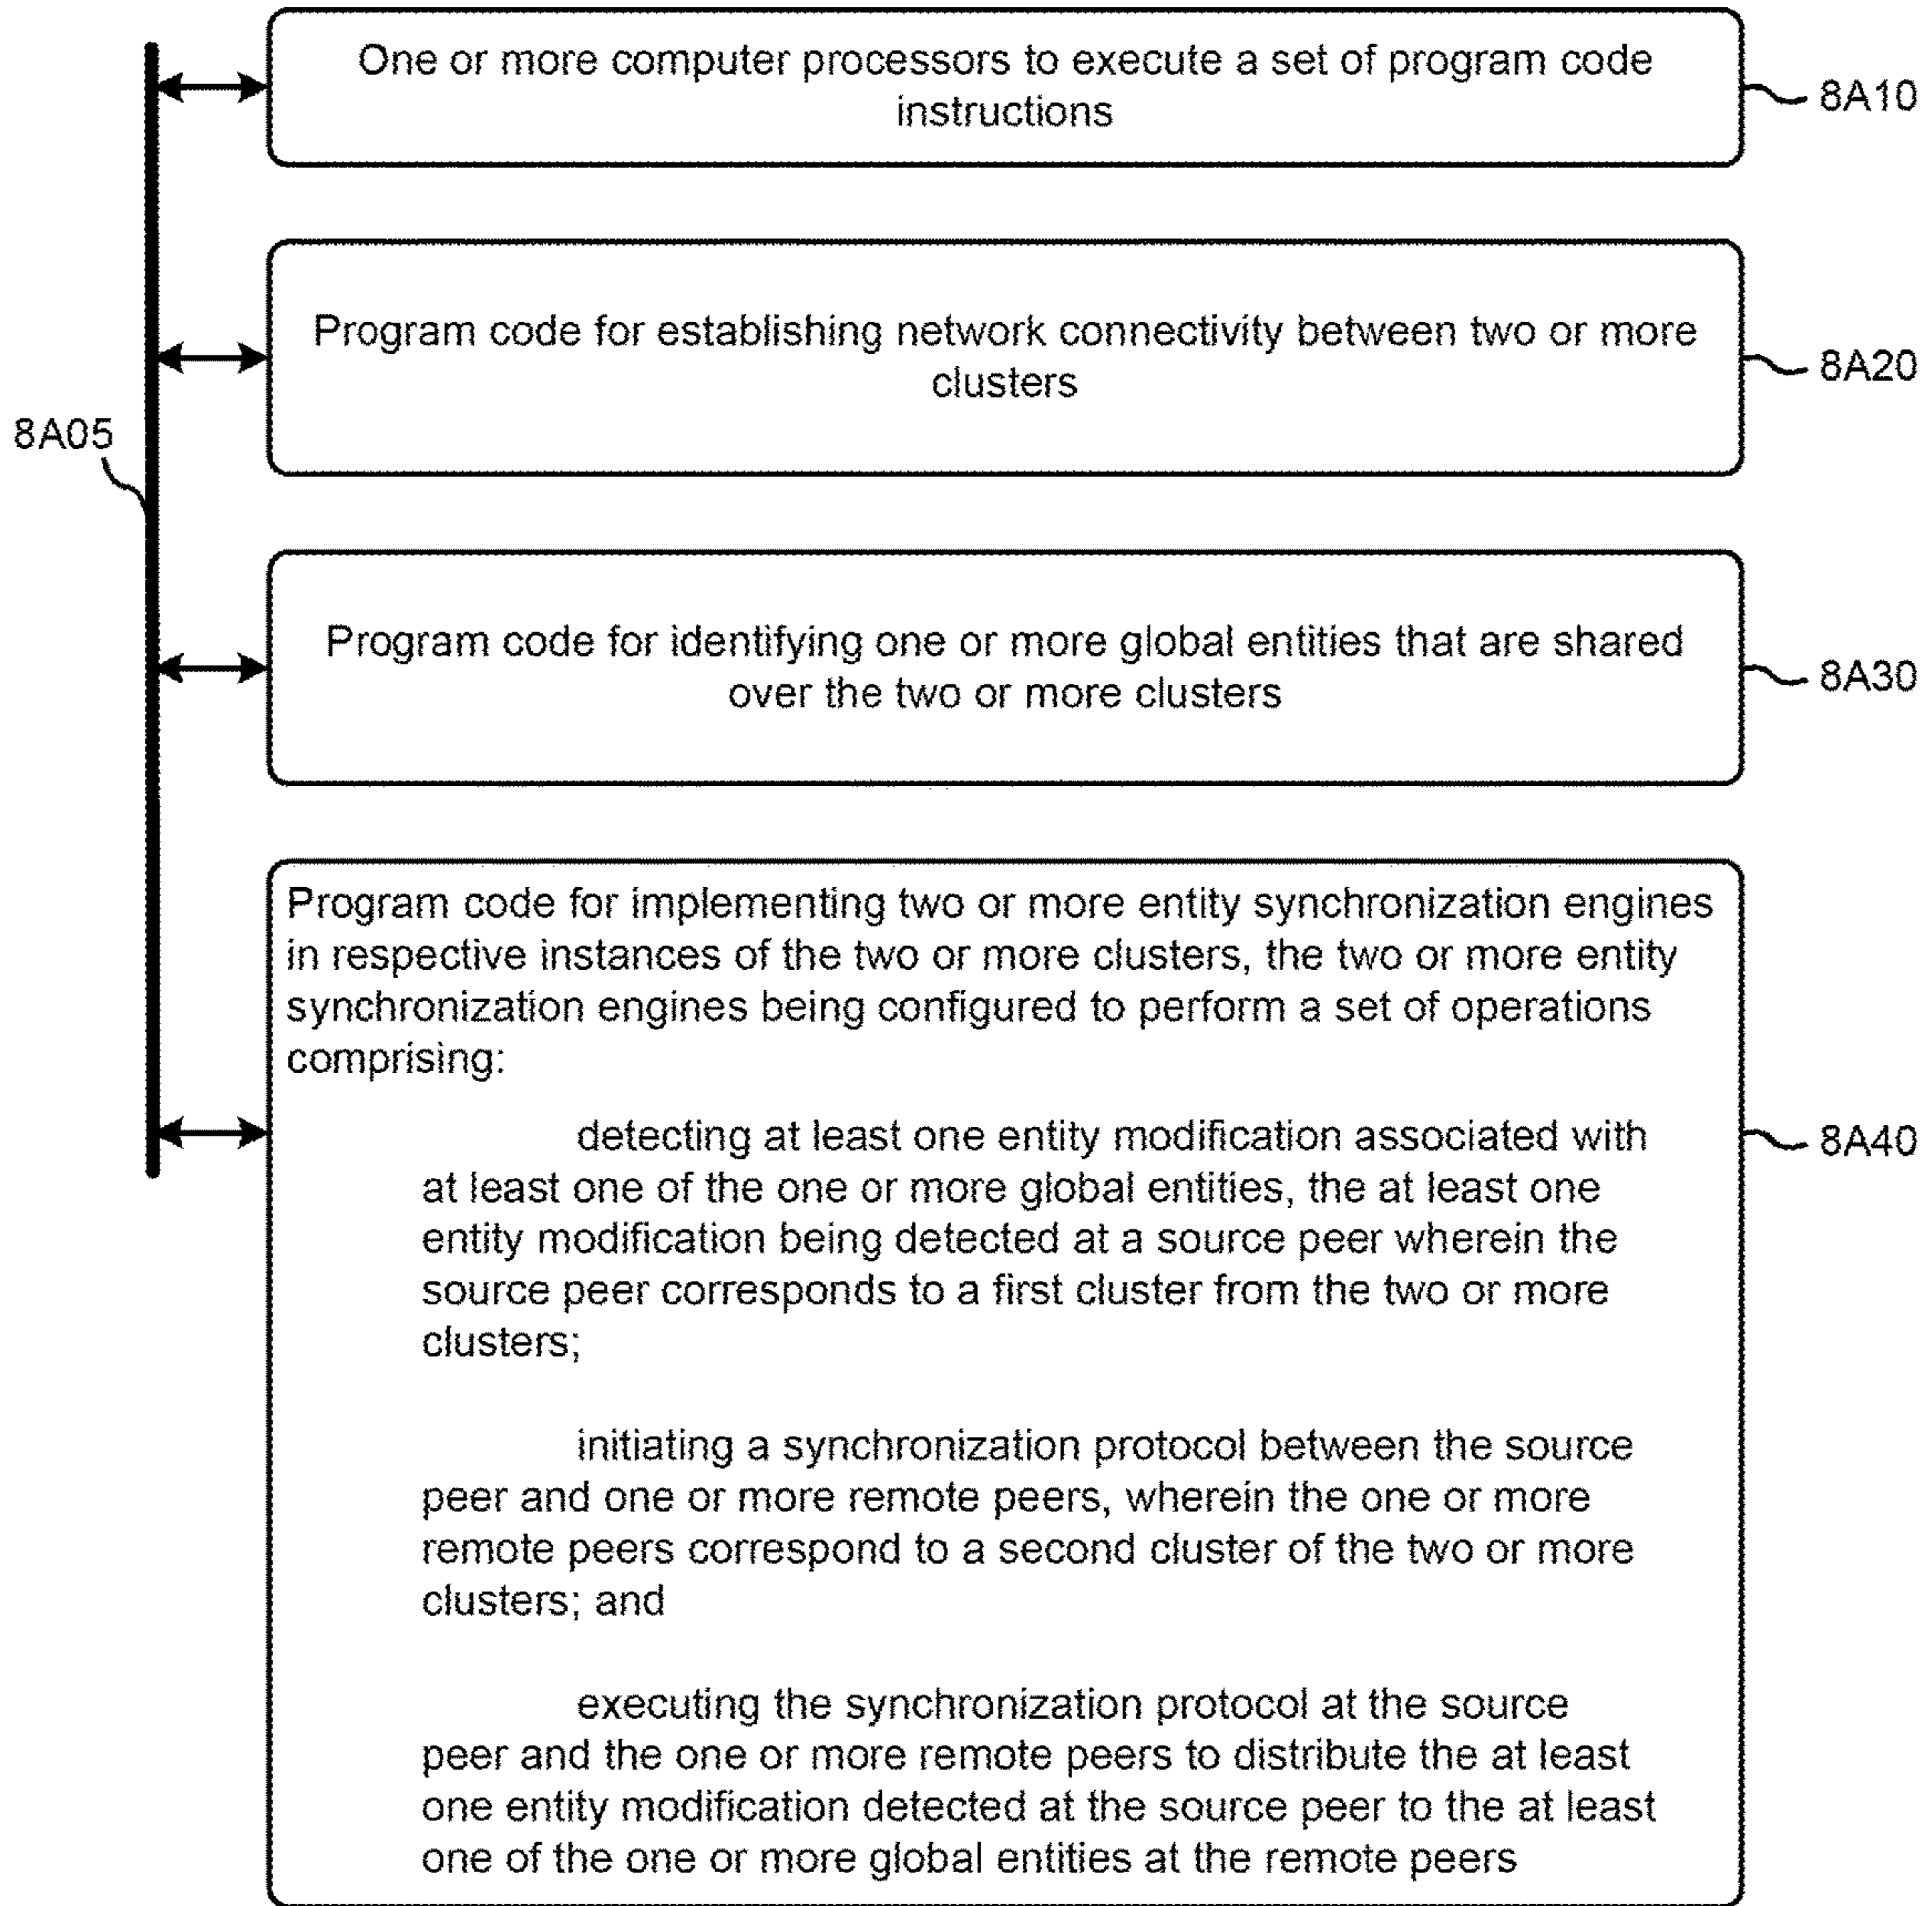 One or more computer processors to execute a set of program code
instructions
8A10
Program code for establishing network connectivity between two or more
clusters
8A20
8A05
Program code for identifying one or more global entities that are shared
over the two or more clusters
8A30
Program code for implementing two or more entity synchronization engines
in respective instances of the two or more clusters, the two or more entity
synchronization engines being configured to perform a set of operations
comprising:
detecting at least one entity modification associated with
at least one of the one or more global entities, the at least one
entity modification being detected at a source peer wherein the
source peer corresponds to a first cluster from the two or more
clusters;
8A40
initiating a synchronization protocol between the source
peer and one or more remote peers, wherein the one or more
remote peers correspond to a second cluster of the two or more
clusters; and
executing the synchronization protocol at the source
peer and the one or more remote peers to distribute the at least
one entity modification detected at the source peer to the at least
one of the one or more global entities at the remote peers